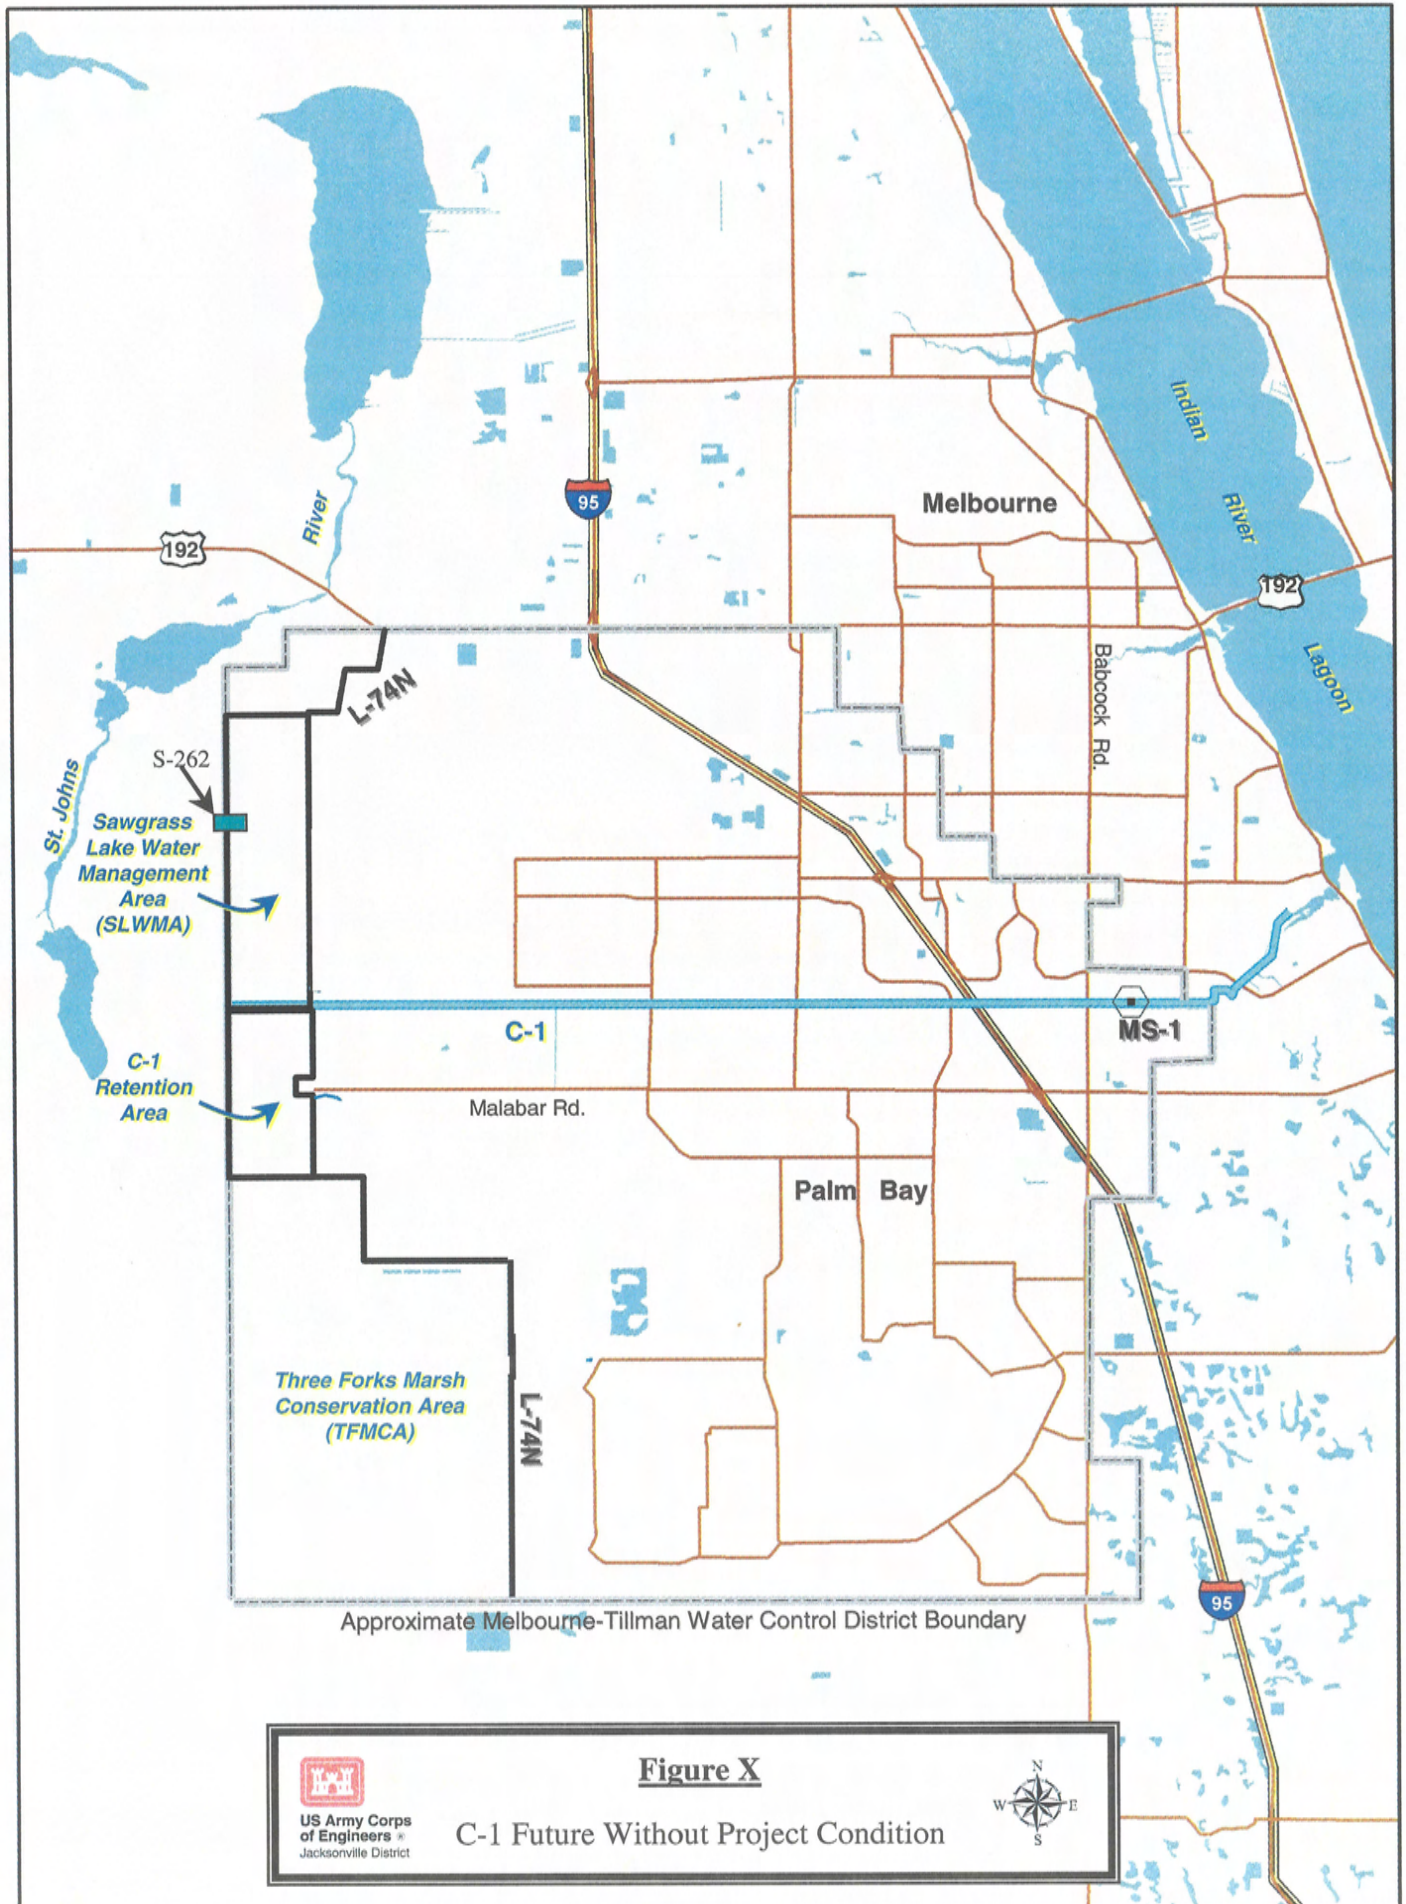 Indian
River
Lagoon
95
Melbourne
River
192
192
Babcock Rd.
L-74N
S-262
St. Johns
Sawgrass
Lake Water
Management
Area
(SLWMA)
C-1
MS-1
C-1
Retention
Area
Malabar Rd.
Palm Bay
Three Forks Marsh
Conservation Area
(TFMCA)
L-74N
95
Approximate Melbourne-Tillman Water Control District Boundary
Figure X
C-1 Future Without Project Condition
US Army Corps
of Engineers ®
Jacksonville District
N
W E
S